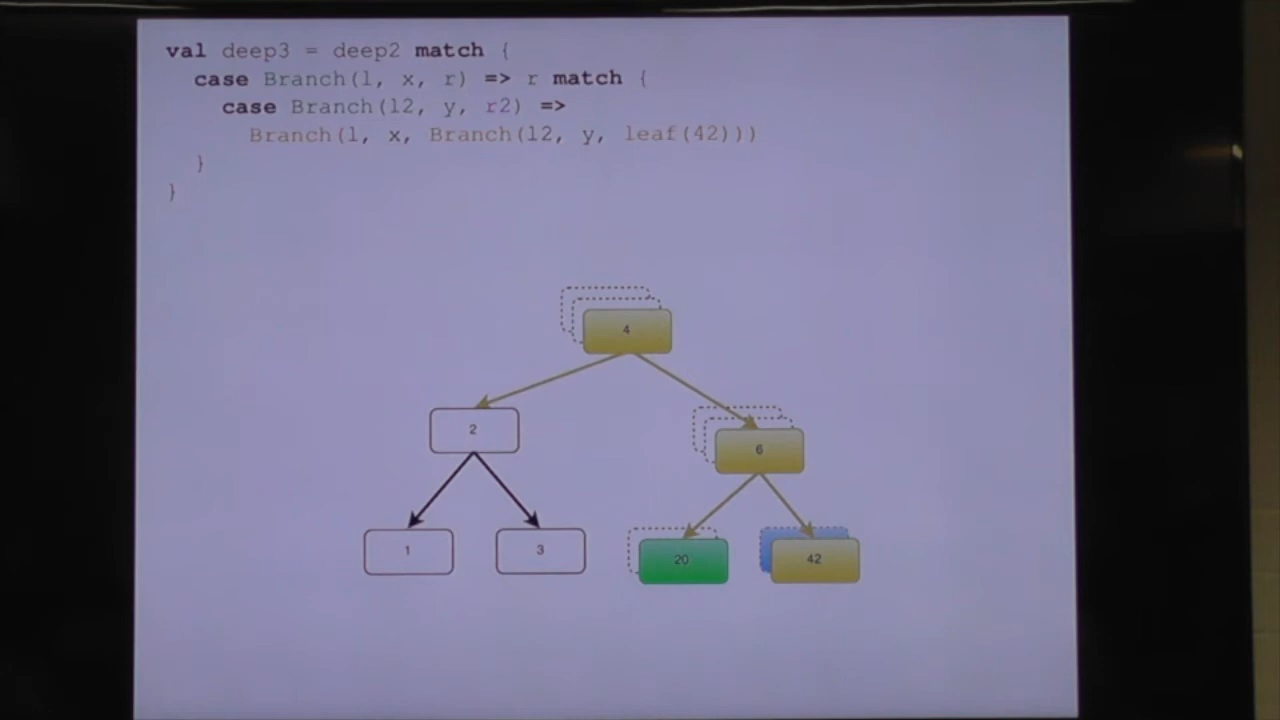 val deep3 = deep2 match {
case Branch(l, x, r) => r match {
case Branch(l2, y, r2) =>
Branch(l, x, Branch(l2, y, leaf(42)))
}
}
4
2
6
1
3
20
42